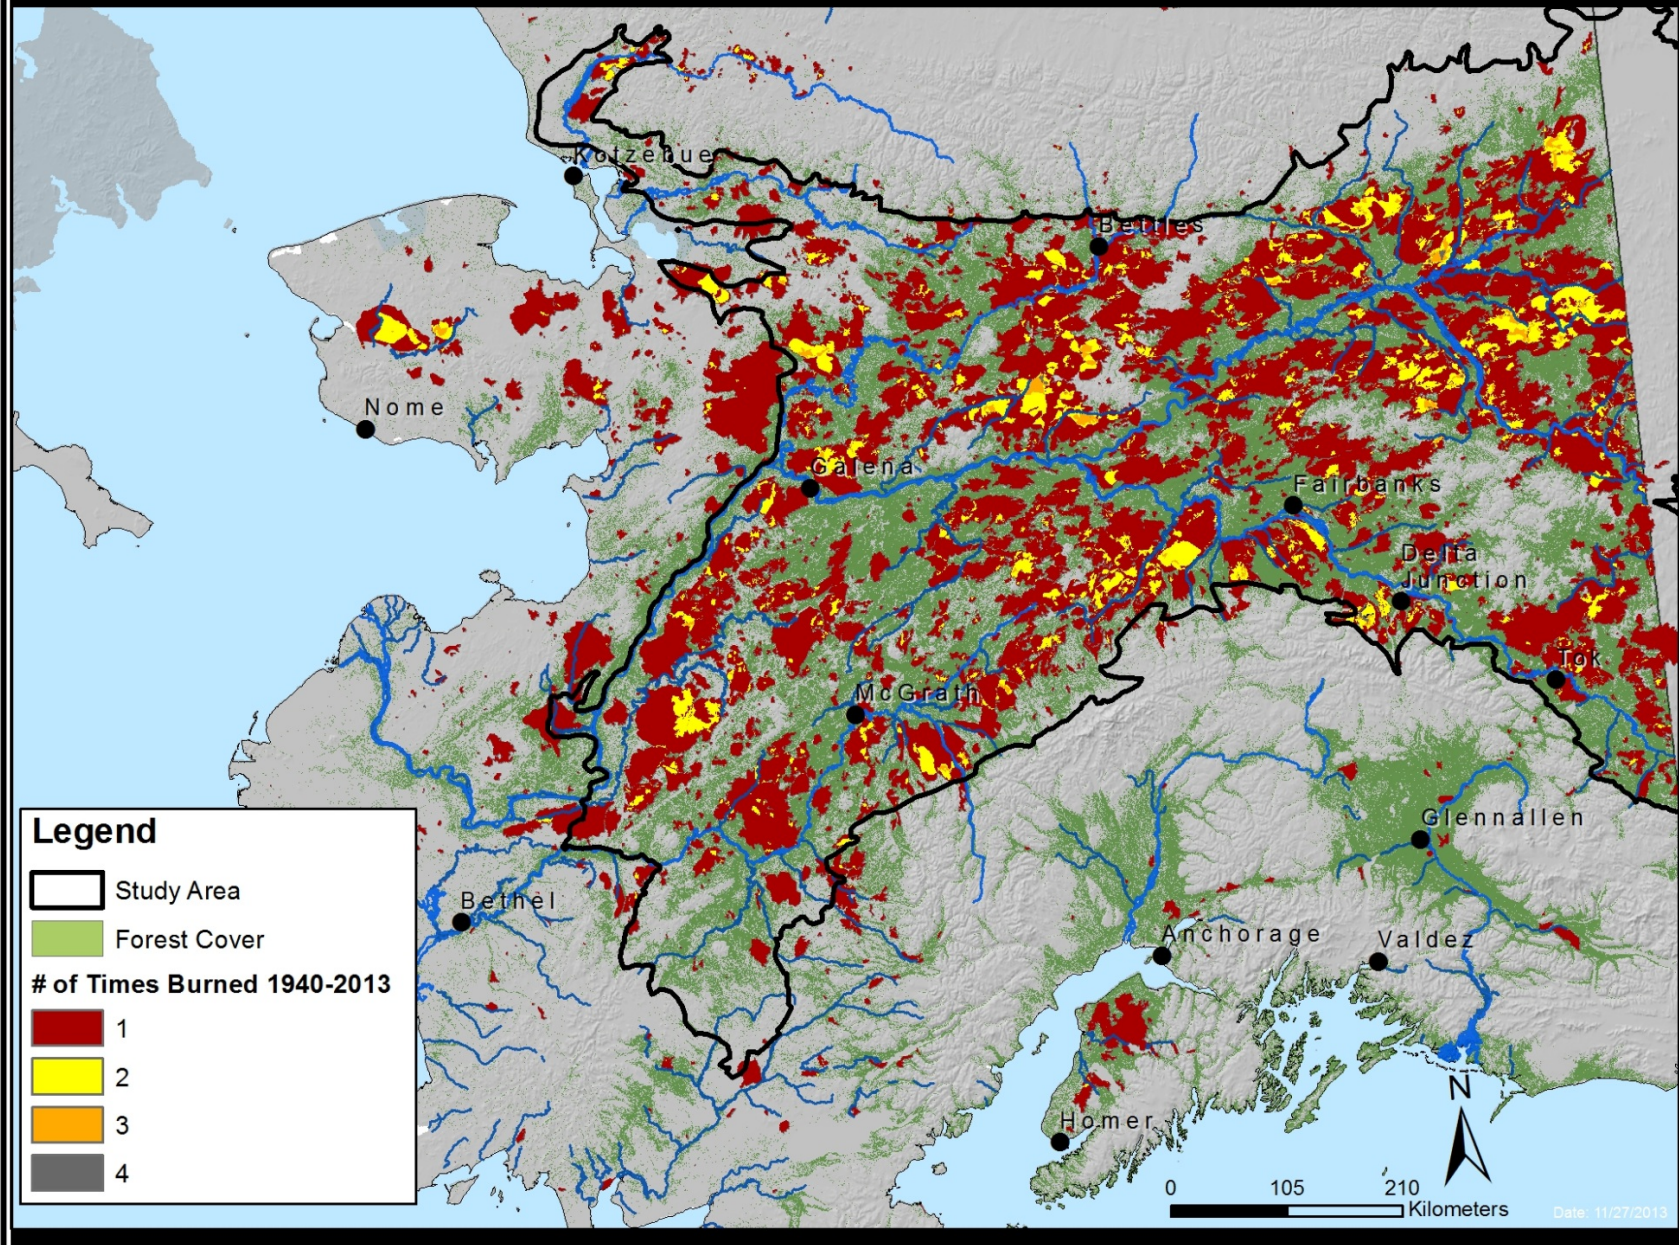 Kotzebue
Bettles
Nome
Galena
Fairbanks
Delta
Junction
Tok
McGrath
Glennallen
Bethel
Anchorage
Valdez
Homer
Legend
Study Area
Forest Cover
# of Times Burned 1940-2013
1
2
3
4
N
0 105 210
Kilometers
Date: 11/27/2013